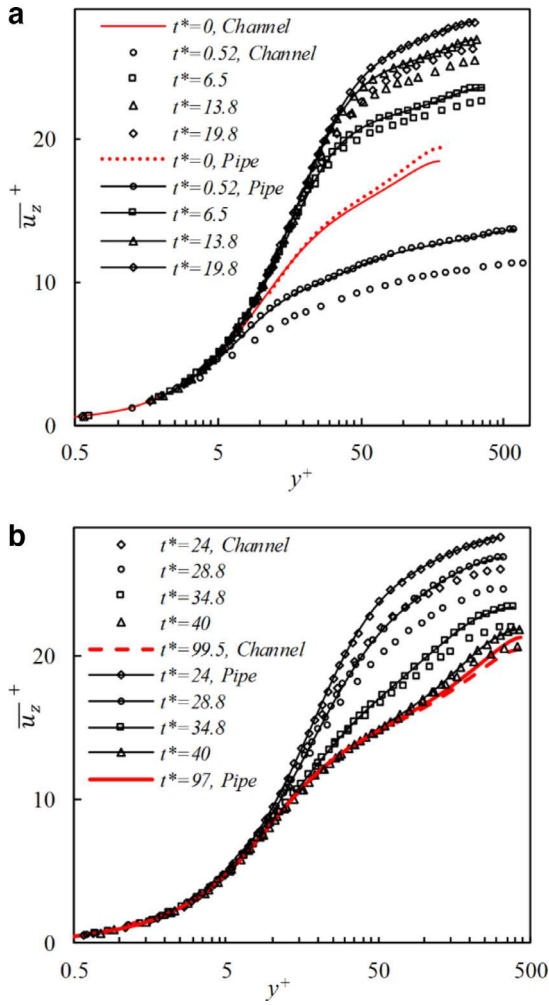 a
t*=0, Channel
t*=0.52, Channel
t*=6.5
t*=13.8
t*=19.8
t*=0, Pipe
t*=0.52, Pipe
t*=6.5
t*=13.8
t*=19.8
20
10
0
u_z^+
0.5 5 50 500
y^+
b
t*=24, Channel
t*=28.8
t*=34.8
t*=40
t*=99.5, Channel
t*=24, Pipe
t*=28.8
t*=34.8
t*=40
t*=97, Pipe
20
10
0
u_z^+
0.5 5 50 500
y^+